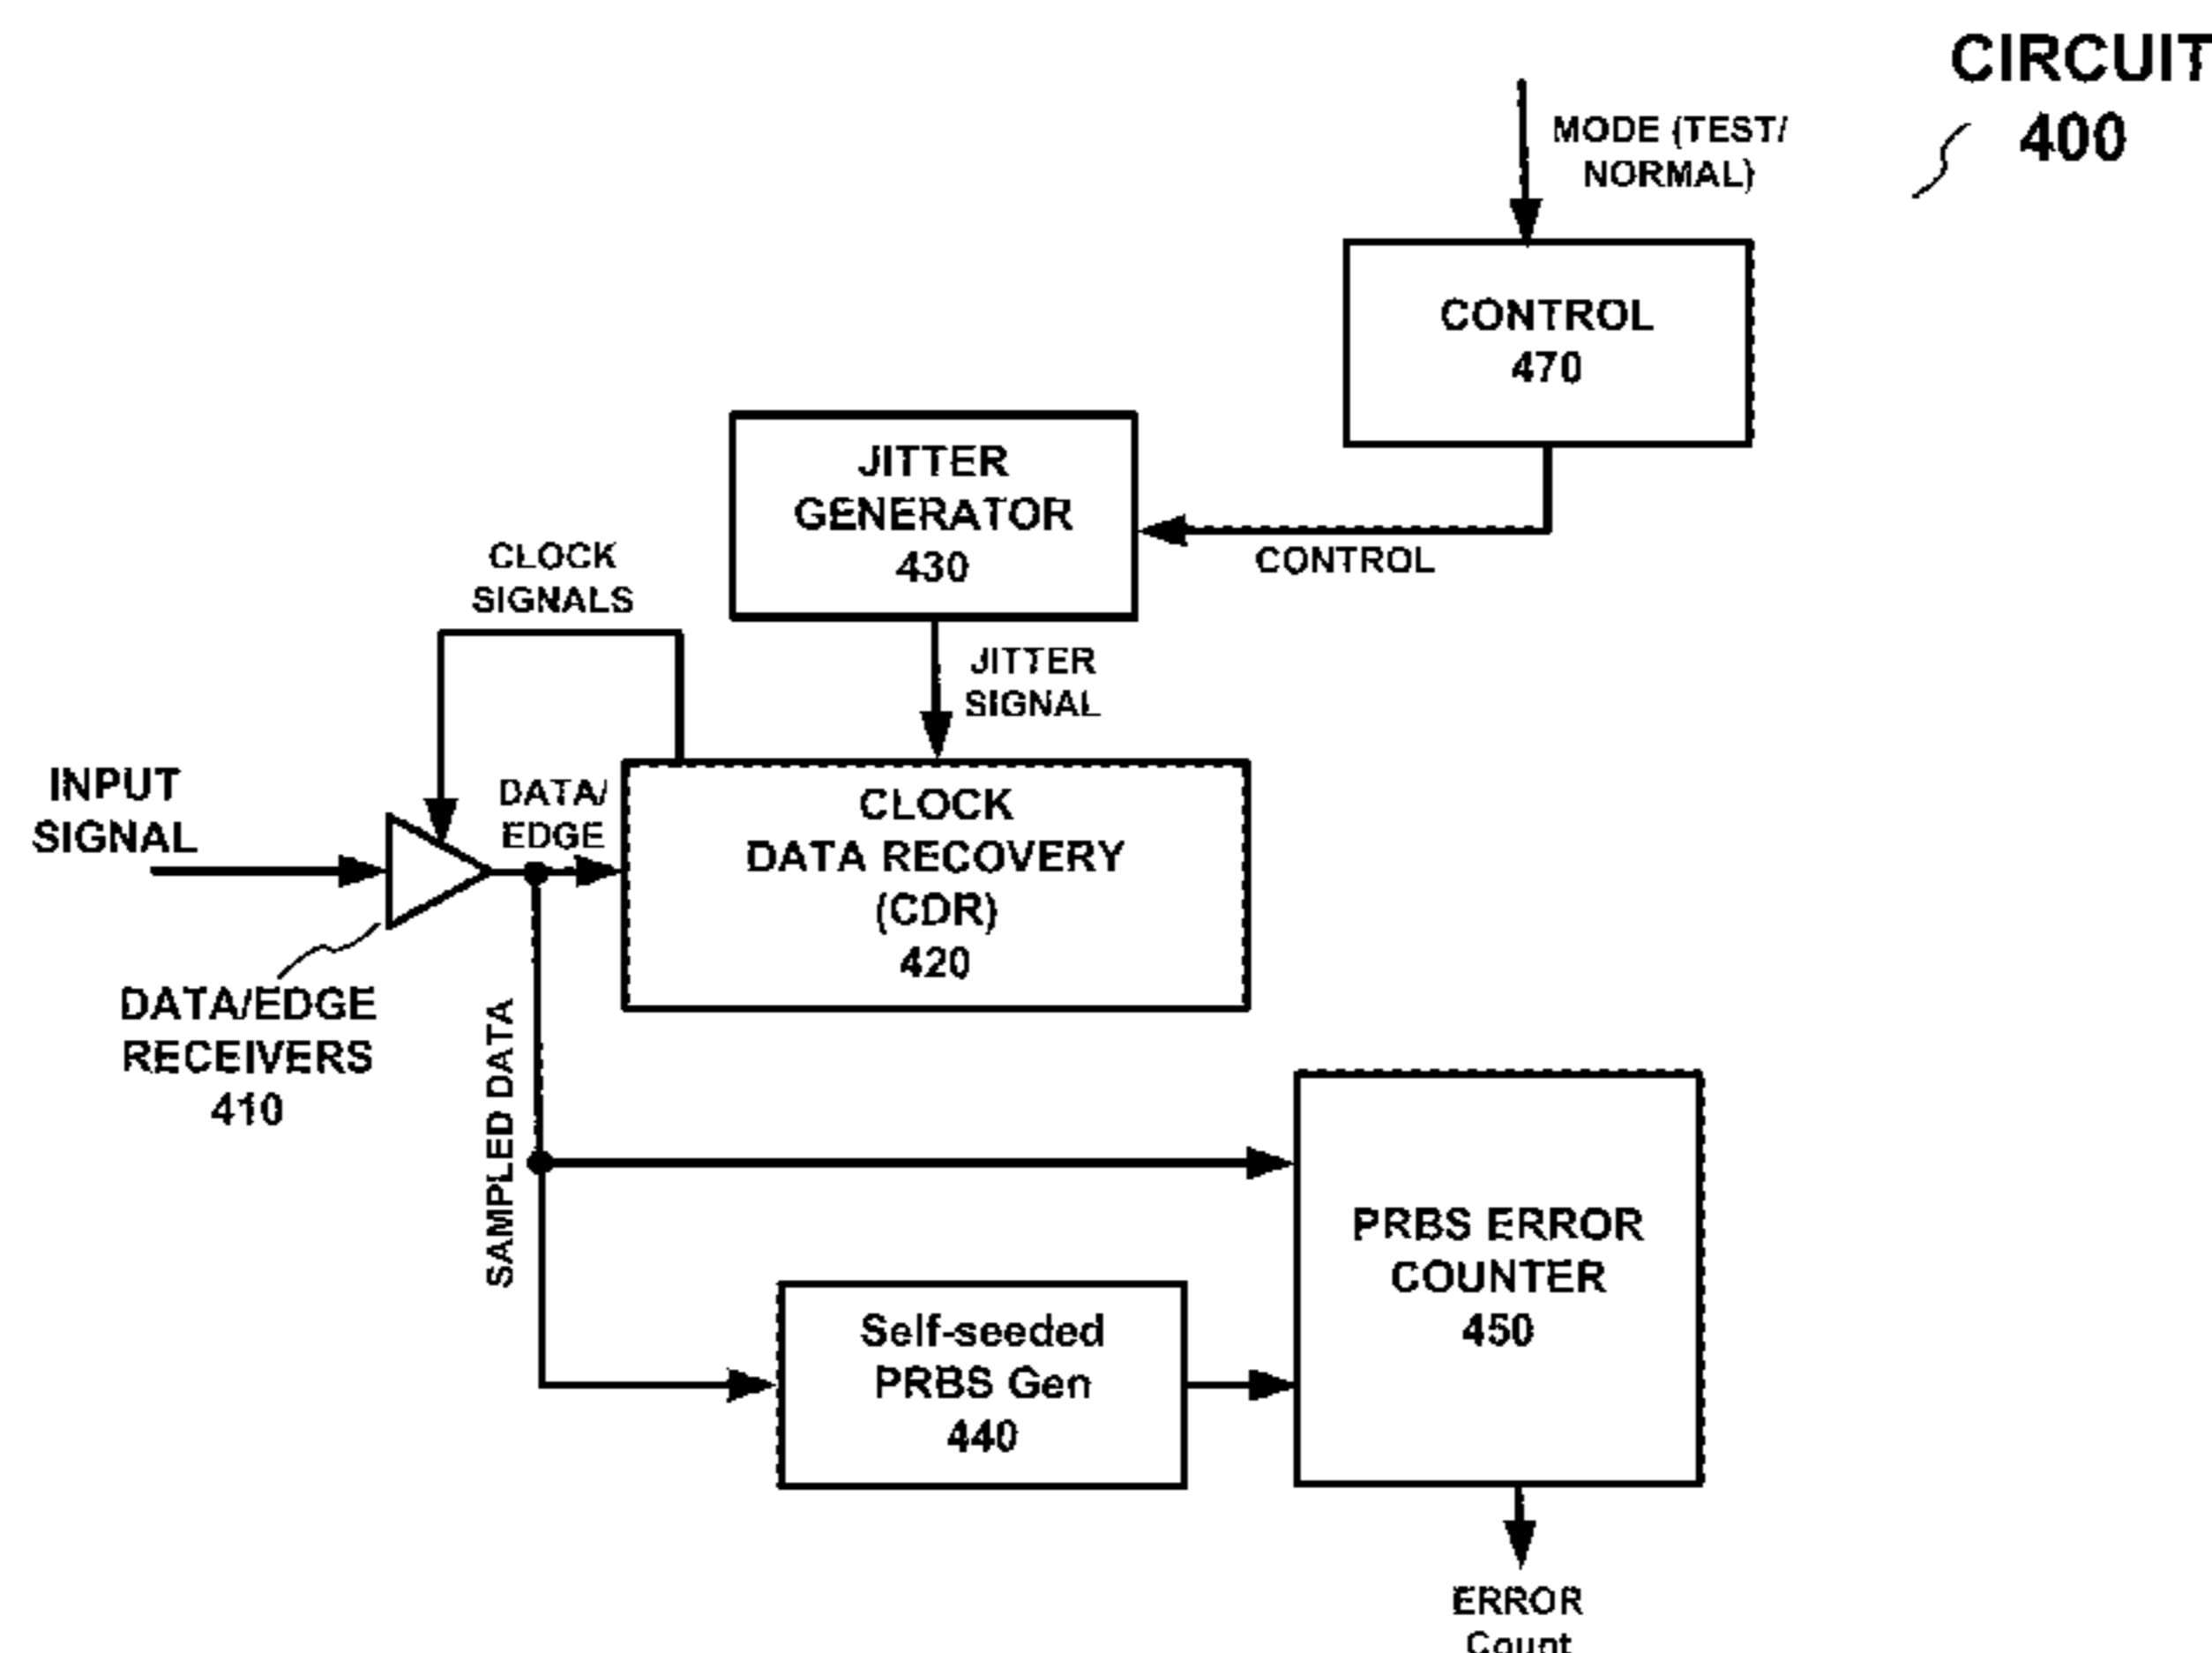 CIRCUIT
400
MODE (TEST/
NORMAL)
CONTROL
470
JITTER
GENERATOR
430
CONTROL
CLOCK
SIGNALS
JITTER
SIGNAL
INPUT
SIGNAL
DATA/
EDGE
CLOCK
DATA RECOVERY
(CDR)
420
DATA/EDGE
RECEIVERS
410
SAMPLED DATA
PRBS ERROR
COUNTER
450
Self-seeded
PRBS Gen
440
ERROR
Count